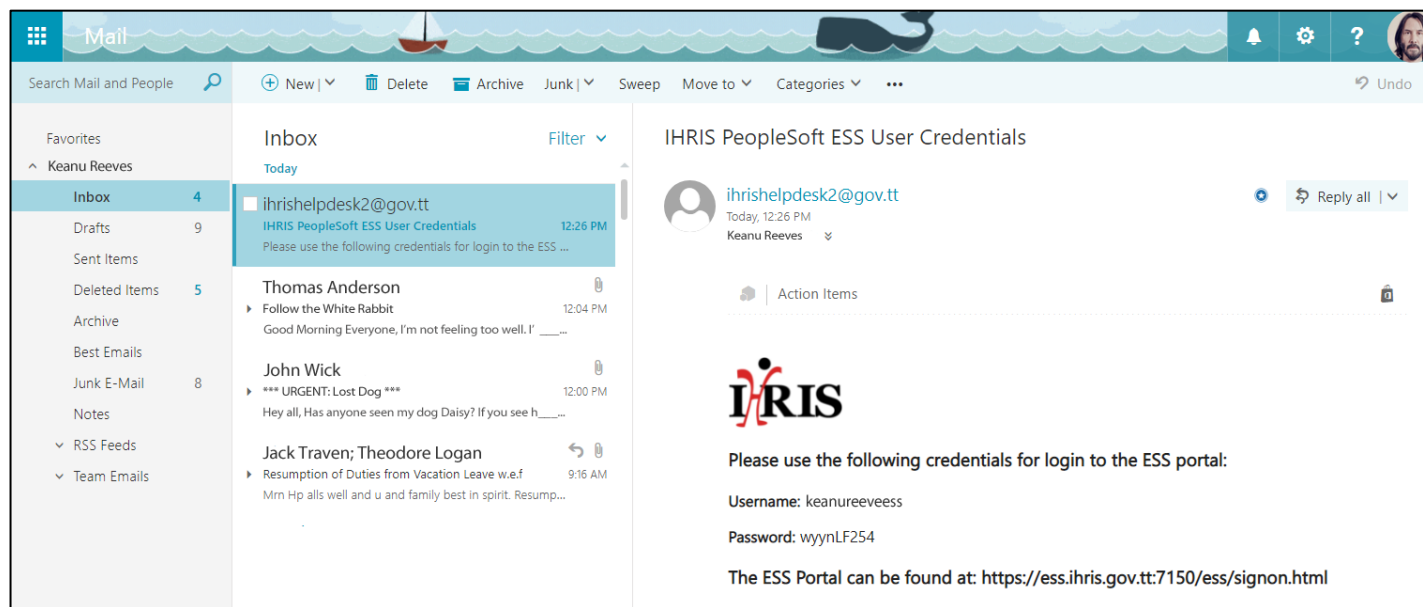 Mail
Search Mail and People
New
Delete
Archive
Junk
Sweep
Move to
Categories
Undo
Favorites
Keanu Reeves
Inbox 4
Drafts 9
Sent Items
Deleted Items 5
Archive
Best Emails
Junk E-Mail 8
Notes
RSS Feeds
Team Emails
Inbox Filter
Today
ihrishelpdesk2@gov.tt
IHRIS PeopleSoft ESS User Credentials 12:26 PM
Please use the following credentials for login to the ESS ...
Thomas Anderson
Follow the White Rabbit 12:04 PM
Good Morning Everyone, I'm not feeling too well. I' ___...
John Wick
*** URGENT: Lost Dog *** 12:00 PM
Hey all, Has anyone seen my dog Daisy? If you see h___...
Jack Traven; Theodore Logan
Resumption of Duties from Vacation Leave w.e.f 9:16 AM
Mrn Hp alls well and u and family best in spirit. Resump...
IHRIS PeopleSoft ESS User Credentials
ihrishelpdesk2@gov.tt
Today, 12:26 PM
Keanu Reeves
Reply all
Action Items
IHRIS
Please use the following credentials for login to the ESS portal:
Username: keanureeveess
Password: wyynLF254
The ESS Portal can be found at: https://ess.ihris.gov.tt:7150/ess/signon.html